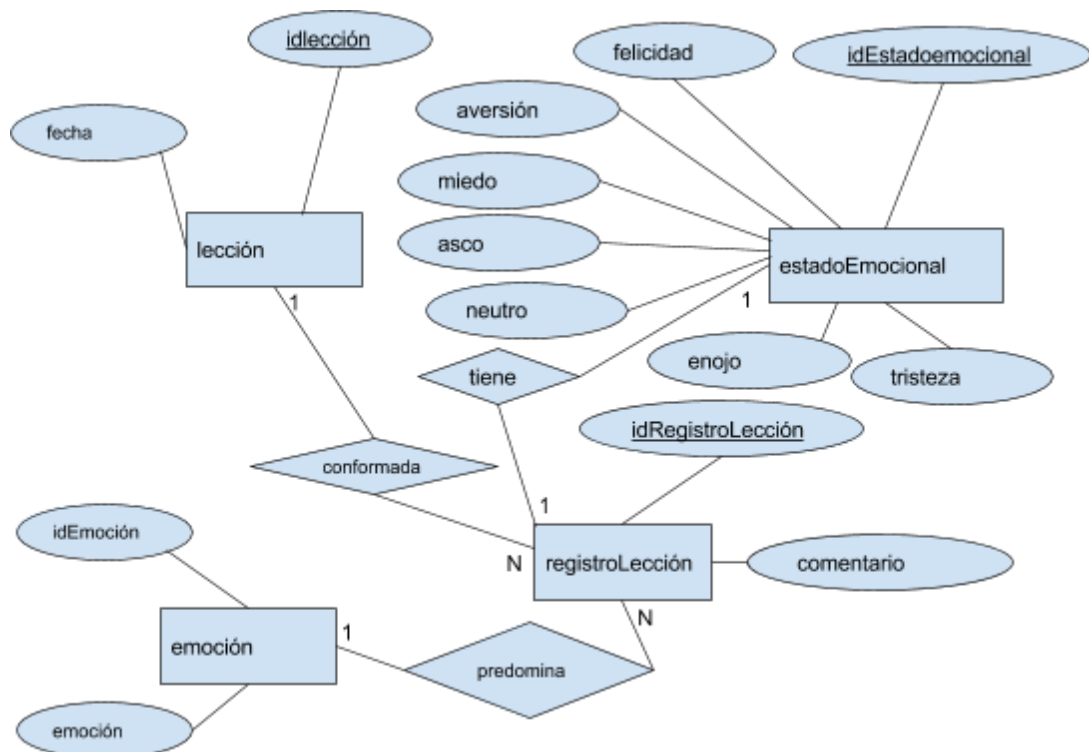 idlección
felicidad
idEstadoemocional
aversión
fecha
miedo
asco
lección
estadoEmocional
1
neutro
1
tiene
enojo
tristeza
idRegistroLección
conformada
1
idEmoción
N
registroLección
comentario
N
1
emoción
predomina
emoción